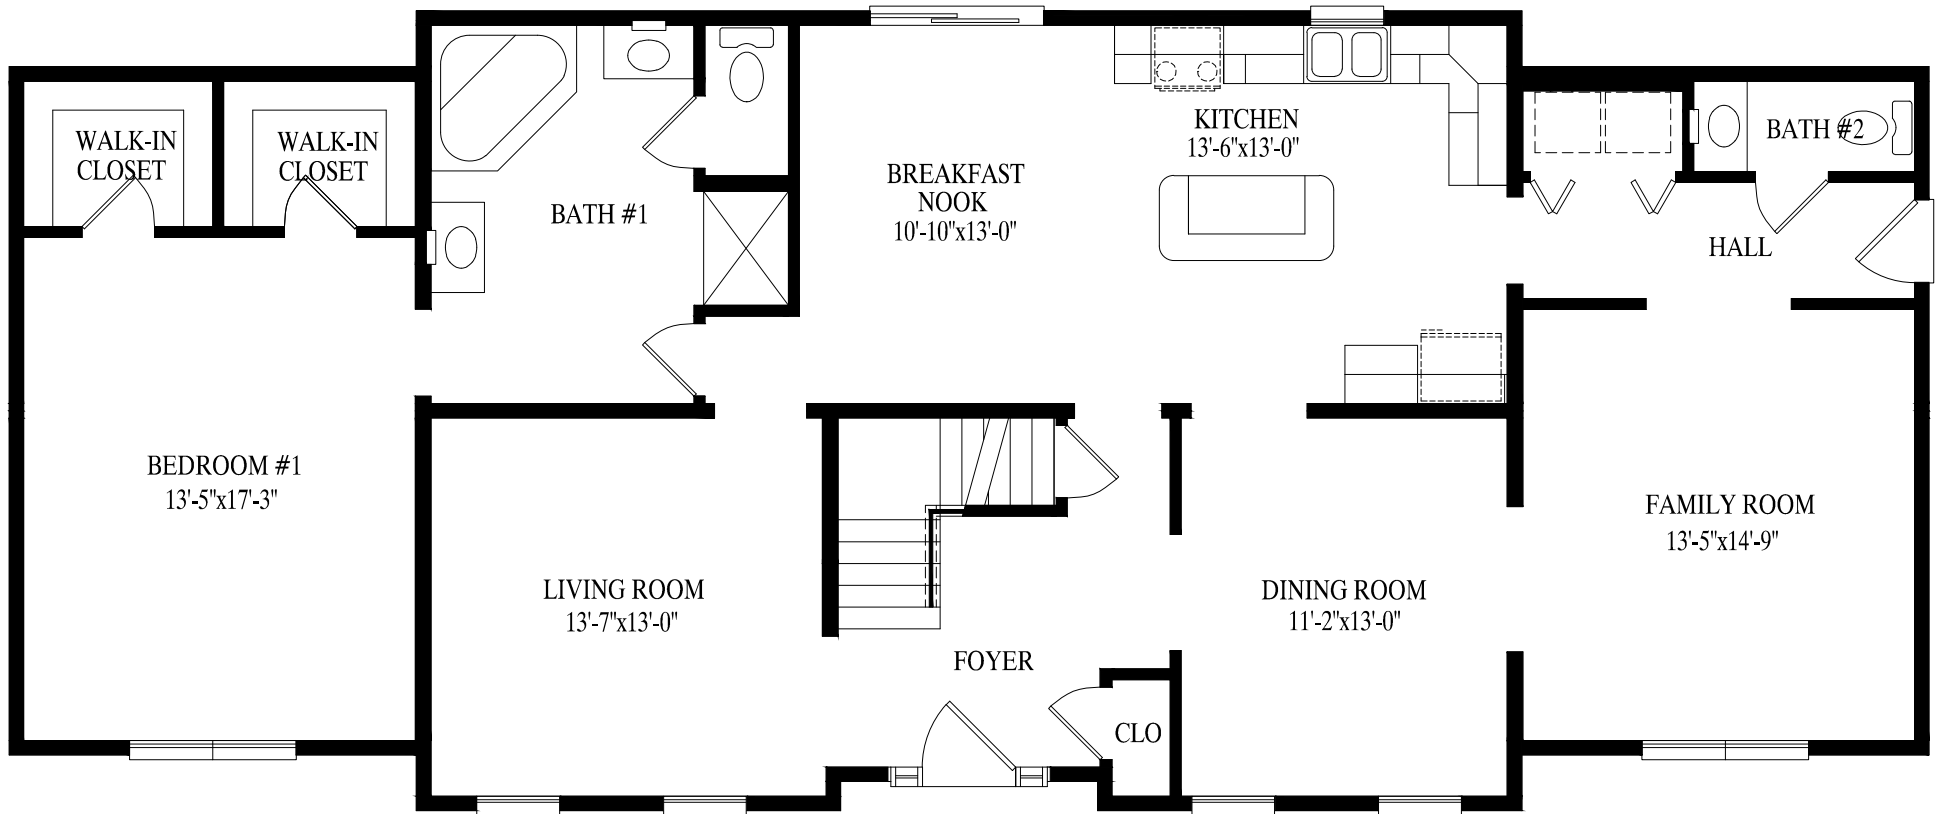 WALK-IN
CLOSET
WALK-IN
CLOSET
BATH #1
BREAKFAST
NOOK
10'-10"x13'-0"
KITCHEN
13'-6"x13'-0"
BATH #2
HALL
BEDROOM #1
13'-5"x17'-3"
LIVING ROOM
13'-7"x13'-0"
FOYER
CLO
DINING ROOM
11'-2"x13'-0"
FAMILY ROOM
13'-5"x14'-9"